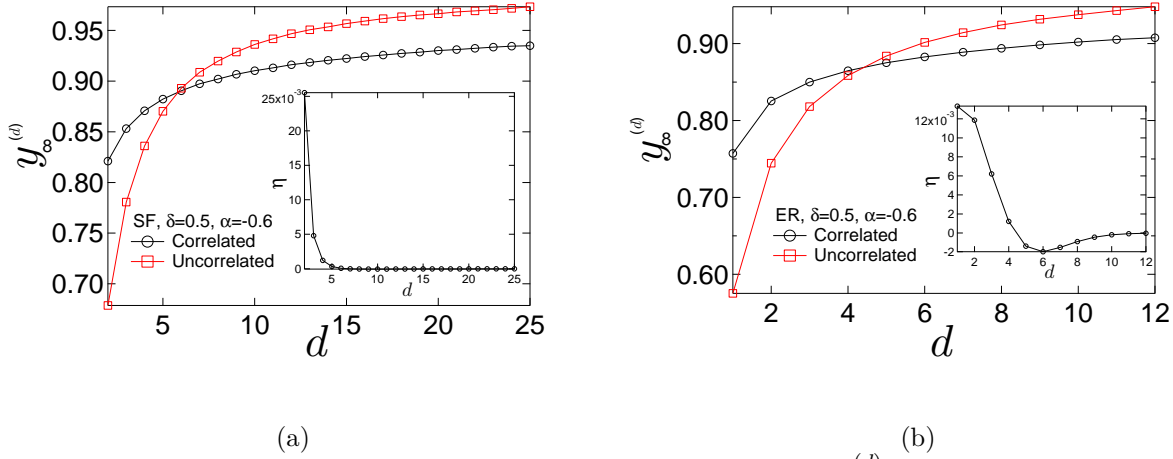 0.95
0.90
0.85
0.80
0.75
0.70
y∞^(d)
5 10 15 20 25
d
25x10^-3
20
15
10
5
0
η
5 10 15 20 25
d
SF, δ=0.5, α=-0.6
Correlated
Uncorrelated
(a)
0.90
0.80
0.70
0.60
y∞^(d)
2 4 6 8 10 12
d
12x10^-3
10
8
6
4
2
0
-2
η
2 4 6 8 10 12
d
ER, δ=0.5, α=-0.6
Correlated
Uncorrelated
(b)
(d)